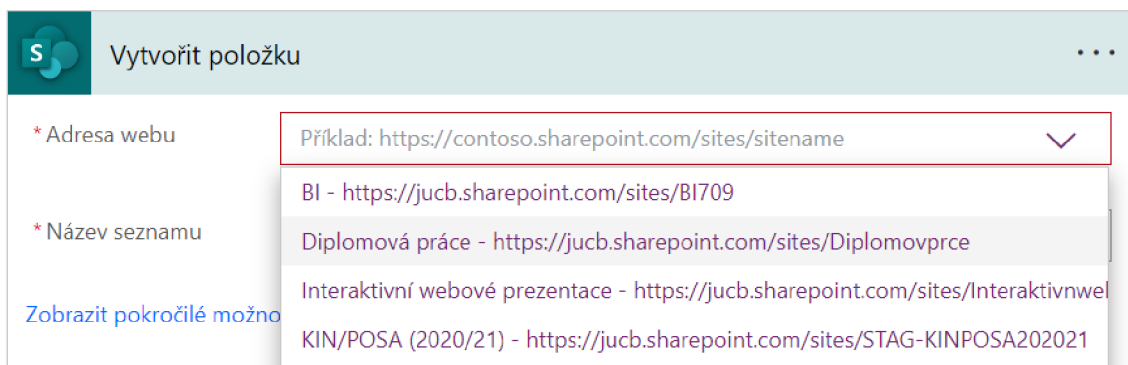 Vytvořit položku
* Adresa webu
Příklad: https://contoso.sharepoint.com/sites/sitename
BI - https://jucb.sharepoint.com/sites/BI709
* Název seznamu
Diplomová práce - https://jucb.sharepoint.com/sites/Diplomovprce
Interaktivní webové prezentace - https://jucb.sharepoint.com/sites/Interaktivnwel
Zobrazit pokročilé možno
KIN/POSA (2020/21) - https://jucb.sharepoint.com/sites/STAG-KINPOSA202021